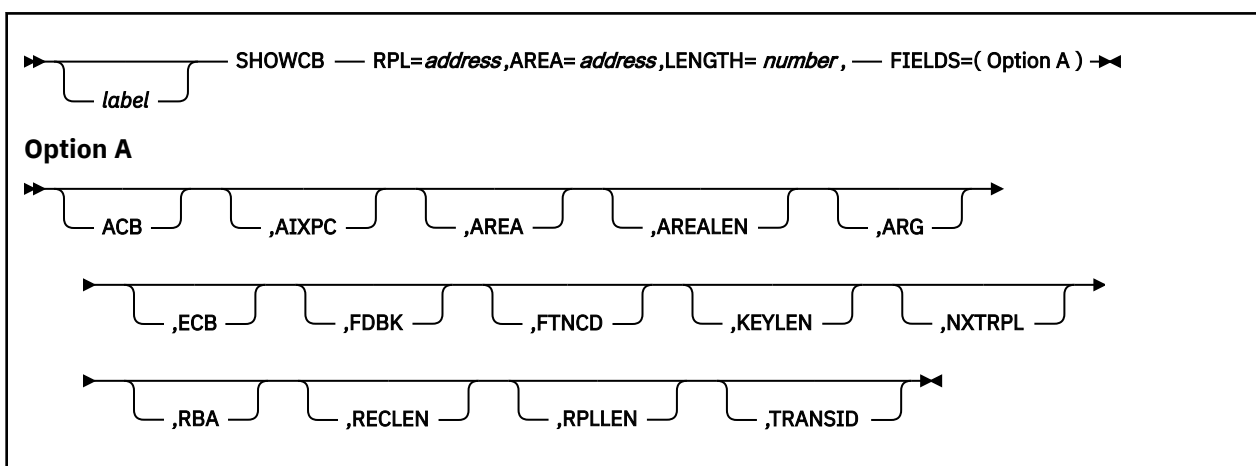 SHOWCB RPL=address,AREA= address,LENGTH= number, FIELDS=( Option A )
label
Option A
ACB ,AIXPC ,AREA ,AREALEN ,ARG
,ECB ,FDBK ,FTNCD ,KEYLEN ,NXTRPL
,RBA ,RECLEN ,RPLLEN ,TRANSID